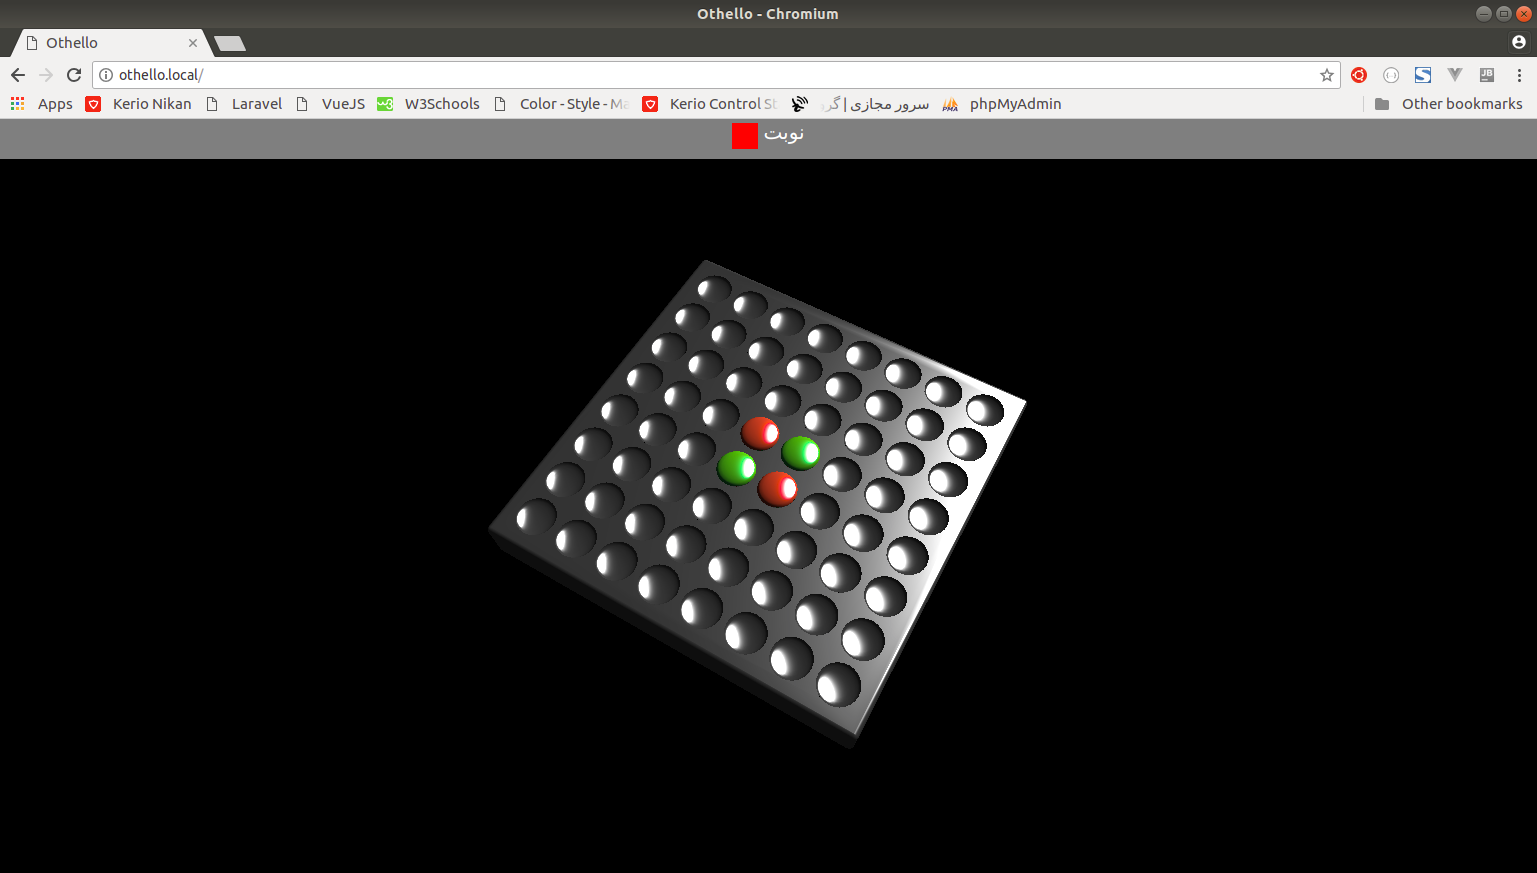 Othello - Chromium
Othello
othello.local/
Apps Kerio Nikan Laravel VueJS W3Schools Color - Style - Ma Kerio Control St سرور مجازی | گر phpMyAdmin Other bookmarks
نوبت